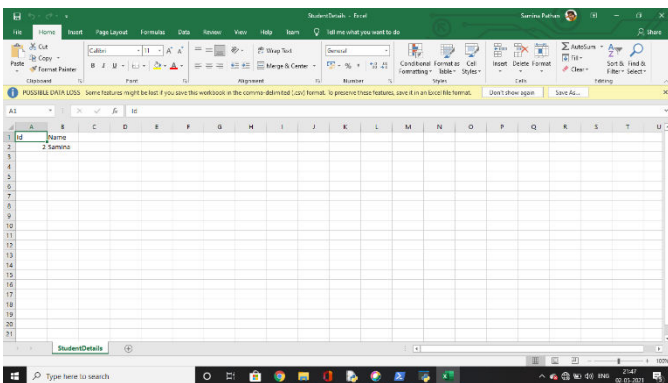 StudentDetails - Excel
Samina Pathan
File Home Insert Page Layout Formulas Data Review View Help Team Tell me what you want to do Share
Cut
Copy
Format Painter
Paste
Clipboard
Calibri 11
B I U
Font
Wrap Text
Merge & Center
Alignment
General
% ,
Number
Conditional Formatting
Format as Table
Cell Styles
Styles
Insert Delete Format
Cells
AutoSum
Fill
Clear
Sort & Filter
Find & Select
Editing
POSSIBLE DATA LOSS Some features might be lost if you save this workbook in the comma-delimited (.csv) format. To preserve these features, save it in an Excel file format. Don't show again Save As...
A1 fx Id
A B C D E F G H I J K L M N O P Q R S T U
1 Id Name
2 2 Samina
3
4
5
6
7
8
9
10
11
12
13
14
15
16
17
18
19
20
21
StudentDetails
100%
Type here to search
ENG
21:47
02-01-2021